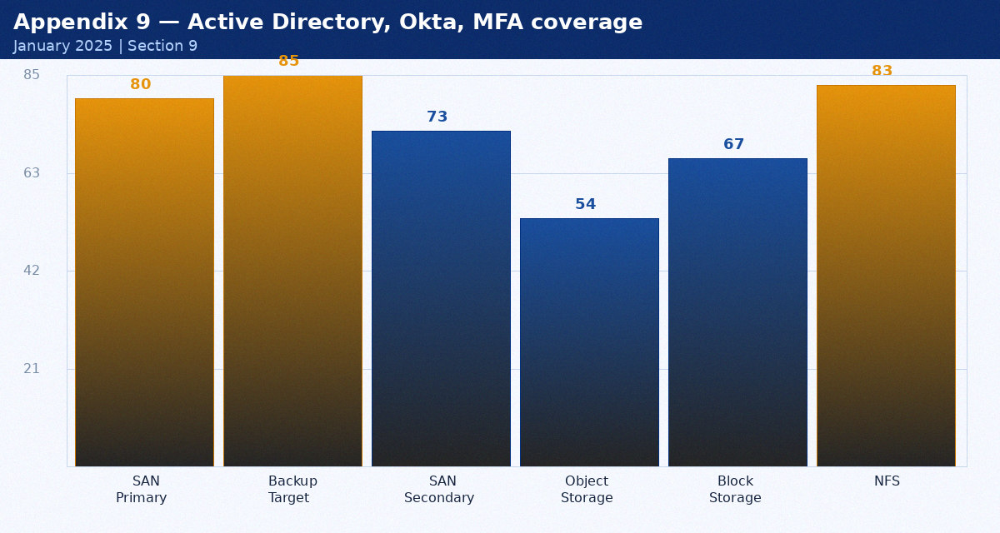 Appendix 9 — Active Directory, Okta, MFA coverage
January 2025 | Section 9
85
63
42
21
80
85
73
54
67
83
SAN
Primary
Backup
Target
SAN
Secondary
Object
Storage
Block
Storage
NFS